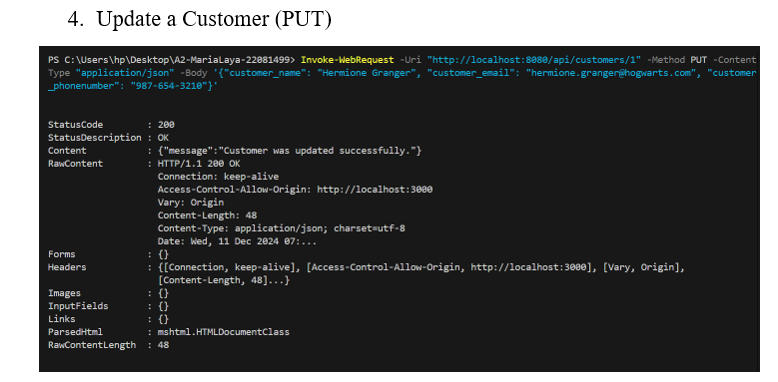 4. Update a Customer (PUT)
PS C:\Users\hp\Desktop\A2-MariaLaya-22081499> Invoke-WebRequest -Uri "http://localhost:8080/api/customers/1" -Method PUT -Content
Type "application/json" -Body '{"customer_name": "Hermione Granger", "customer_email": "hermione.granger@hogwarts.com", "customer
_phonenumber": "987-654-3210"}'
StatusCode : 200
StatusDescription : OK
Content : {"message":"Customer was updated successfully."}
RawContent : HTTP/1.1 200 OK
Connection: keep-alive
Access-Control-Allow-Origin: http://localhost:3000
Vary: Origin
Content-Length: 48
Content-Type: application/json; charset=utf-8
Date: Wed, 11 Dec 2024 07:...
Forms : {}
Headers : {[Connection, keep-alive], [Access-Control-Allow-Origin, http://localhost:3000], [Vary, Origin],
[Content-Length, 48]...}
Images : {}
InputFields : {}
Links : {}
ParsedHtml : mshtml.HTMLDocumentClass
RawContentLength : 48